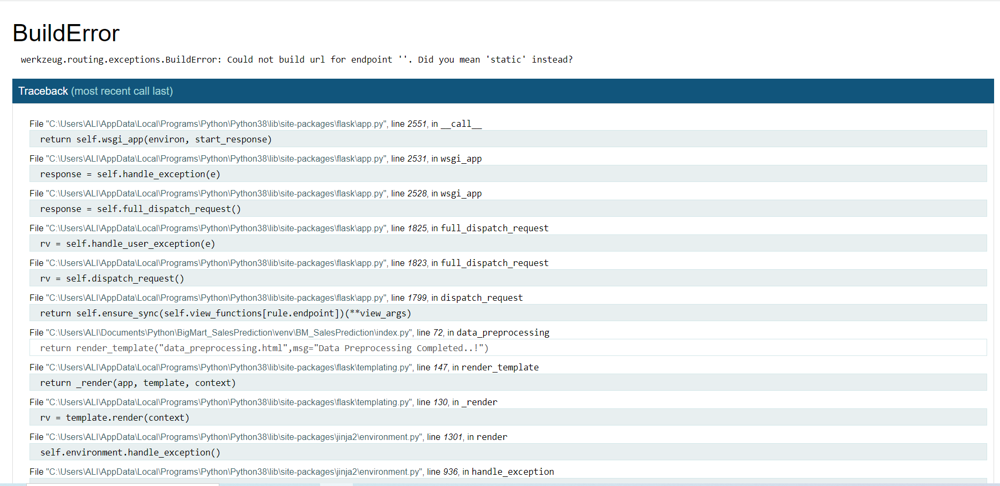 BuildError
werkzeug.routing.exceptions.BuildError: Could not build url for endpoint ''. Did you mean 'static' instead?
Traceback (most recent call last)
File "C:\Users\ALI\AppData\Local\Programs\Python\Python38\lib\site-packages\flask\app.py", line 2551, in __call__
return self.wsgi_app(environ, start_response)
File "C:\Users\ALI\AppData\Local\Programs\Python\Python38\lib\site-packages\flask\app.py", line 2531, in wsgi_app
response = self.handle_exception(e)
File "C:\Users\ALI\AppData\Local\Programs\Python\Python38\lib\site-packages\flask\app.py", line 2528, in wsgi_app
response = self.full_dispatch_request()
File "C:\Users\ALI\AppData\Local\Programs\Python\Python38\lib\site-packages\flask\app.py", line 1825, in full_dispatch_request
rv = self.handle_user_exception(e)
File "C:\Users\ALI\AppData\Local\Programs\Python\Python38\lib\site-packages\flask\app.py", line 1823, in full_dispatch_request
rv = self.dispatch_request()
File "C:\Users\ALI\AppData\Local\Programs\Python\Python38\lib\site-packages\flask\app.py", line 1799, in dispatch_request
return self.ensure_sync(self.view_functions[rule.endpoint])(**view_args)
File "C:\Users\ALI\Documents\Python\BigMart_SalesPrediction\venv\BM_SalesPrediction\index.py", line 72, in data_preprocessing
return render_template("data_preprocessing.html",msg="Data Preprocessing Completed..!")
File "C:\Users\ALI\AppData\Local\Programs\Python\Python38\lib\site-packages\flask\templating.py", line 147, in render_template
return _render(app, template, context)
File "C:\Users\ALI\AppData\Local\Programs\Python\Python38\lib\site-packages\flask\templating.py", line 130, in _render
rv = template.render(context)
File "C:\Users\ALI\AppData\Local\Programs\Python\Python38\lib\site-packages\jinja2\environment.py", line 1301, in render
self.environment.handle_exception()
File "C:\Users\ALI\AppData\Local\Programs\Python\Python38\lib\site-packages\jinja2\environment.py", line 936, in handle_exception